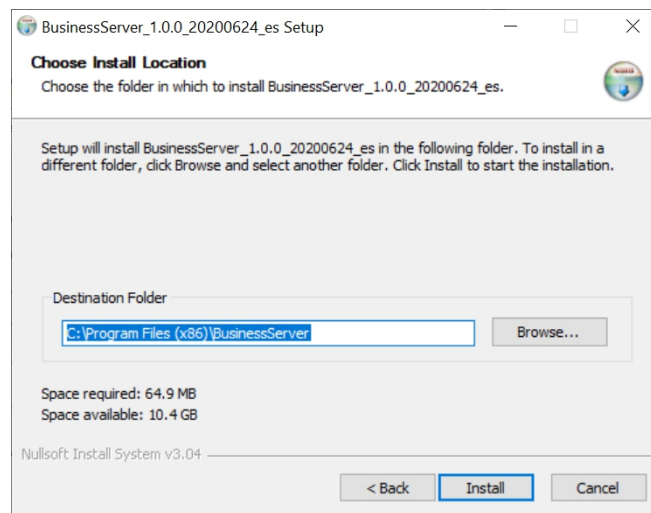 BusinessServer_1.0.0_20200624_es Setup
Choose Install Location
Choose the folder in which to install BusinessServer_1.0.0_20200624_es.
Setup will install BusinessServer_1.0.0_20200624_es in the following folder. To install in a
different folder, click Browse and select another folder. Click Install to start the installation.
Destination Folder
C:\Program Files (x86)\BusinessServer
Browse...
Space required: 64.9 MB
Space available: 10.4 GB
Nullsoft Install System v3.04
< Back
Install
Cancel